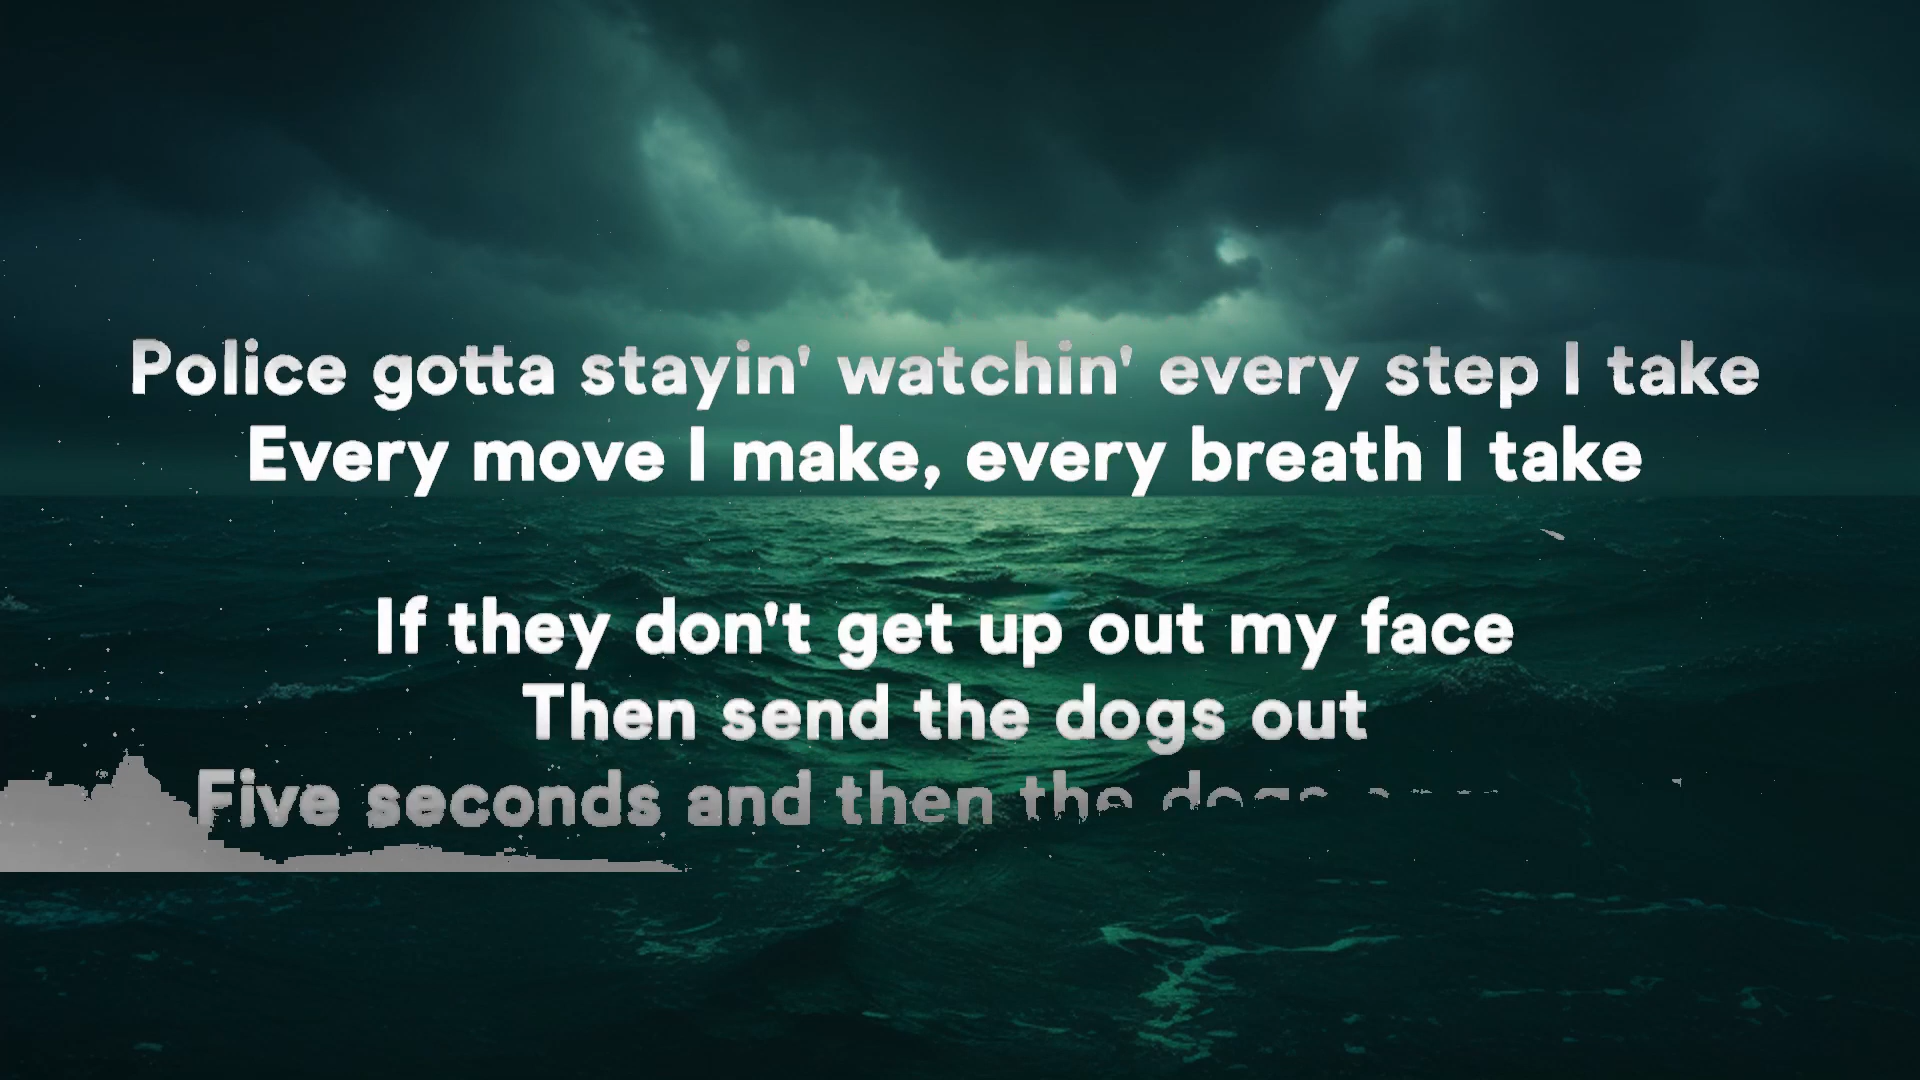 Police gotta stayin' watchin' every step I take
Every move I make, every breath I take
If they don't get up out my face
Then send the dogs out
Five seconds and then the dogs